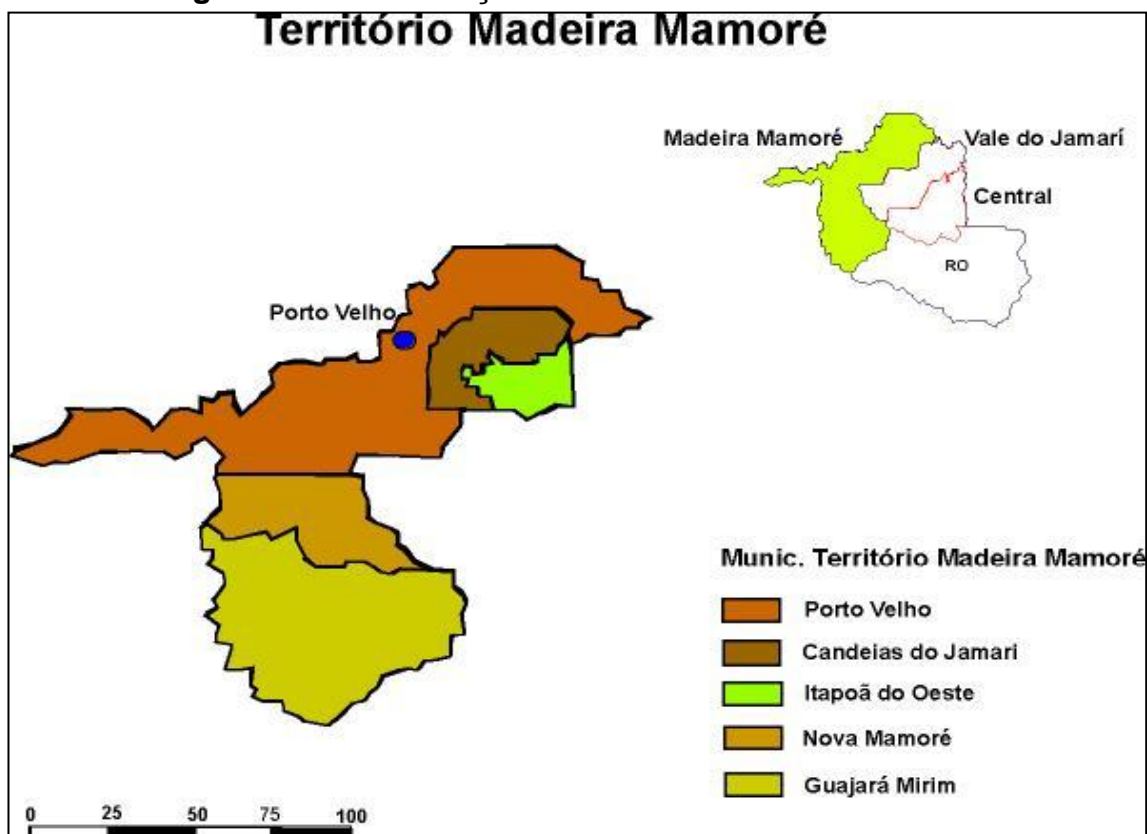 Território Madeira Mamoré
Madeira Mamoré
Vale do Jamarí
Central
RO
Porto Velho
Munic. Território Madeira Mamoré
Porto Velho
Candeias do Jamari
Itapoã do Oeste
Nova Mamoré
Guajará Mirim
0 25 50 75 100